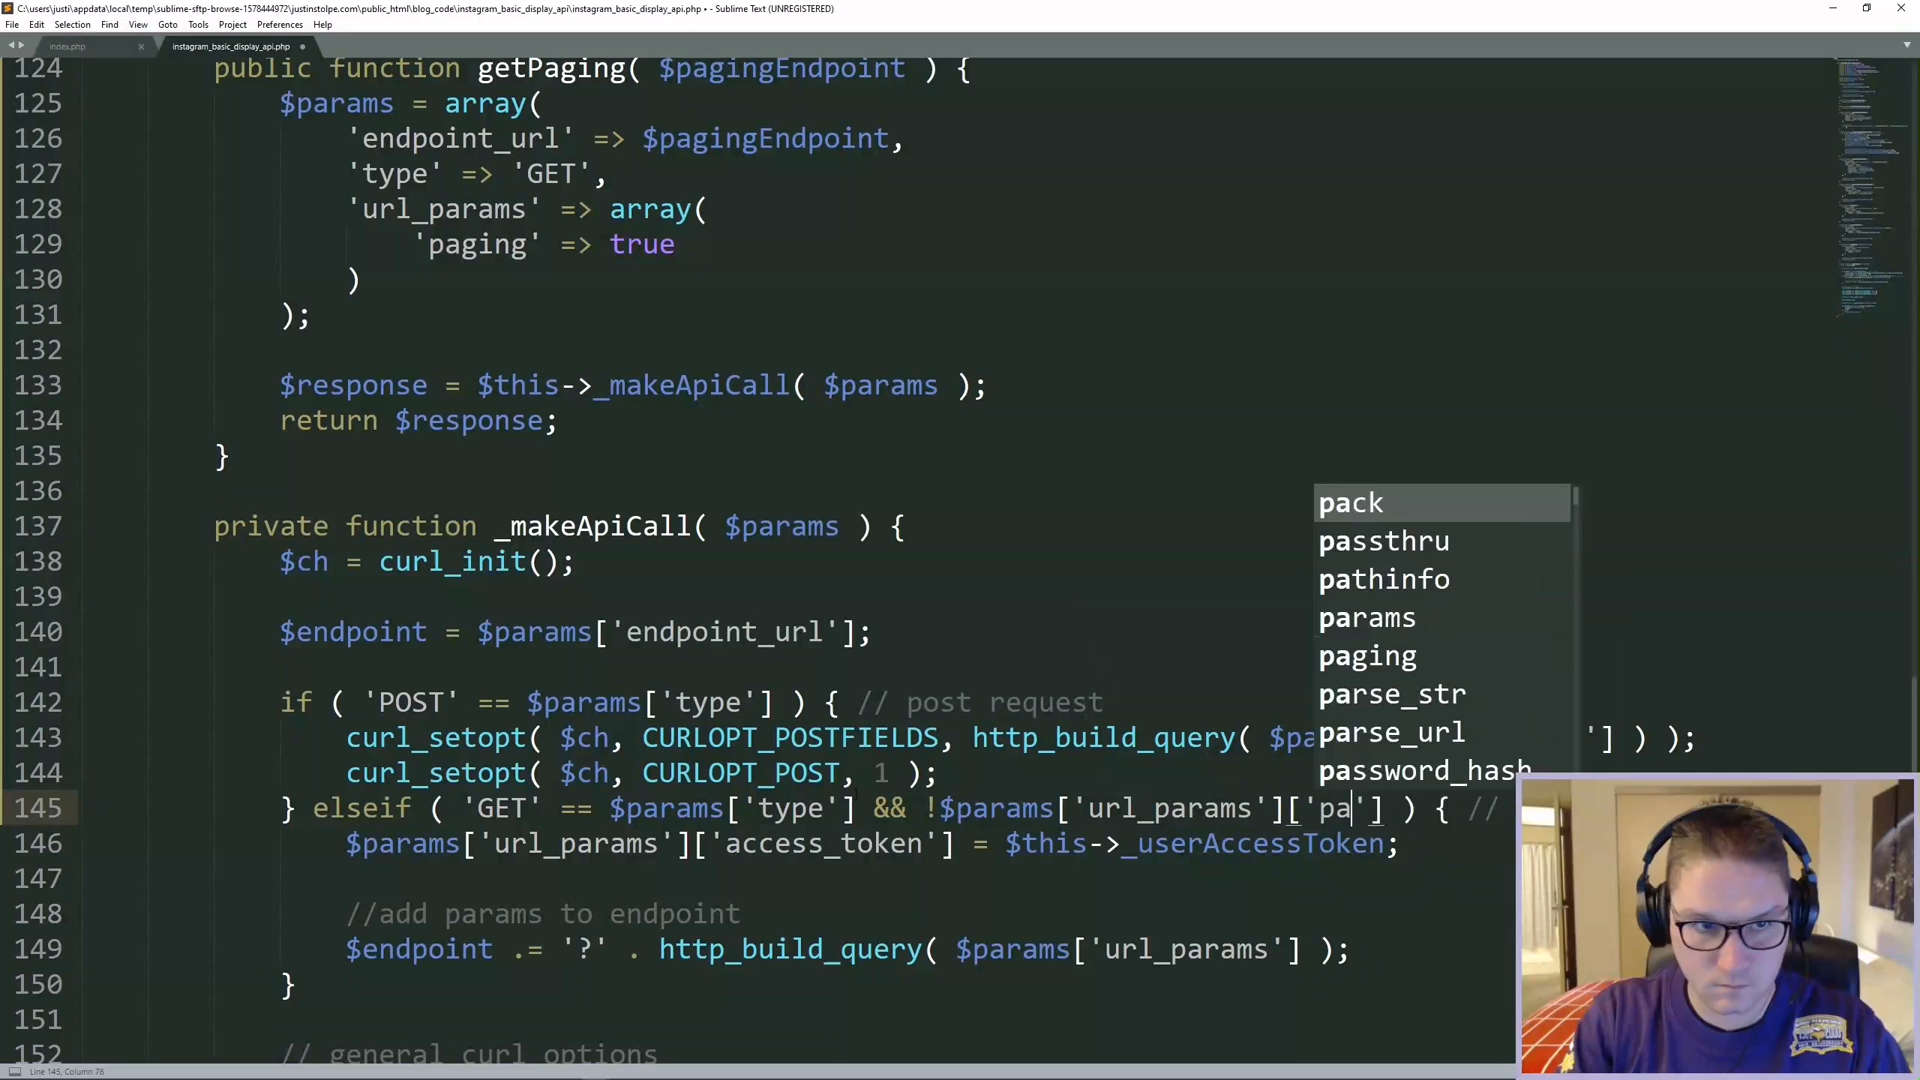 C:\users\justi\appdata\local\temp\sublime-sftp-browse-1578444972\justinstolpe.com\public_html\blog_code\instagram_basic_display_api\instagram_basic_display_api.php • - Sublime Text (UNREGISTERED)
File Edit Selection Find View Goto Tools Project Preferences Help
index.php
instagram_basic_display_api.php
124 public function getPaging( $pagingEndpoint ) {
125 $params = array(
126 'endpoint_url' => $pagingEndpoint,
127 'type' => 'GET',
128 'url_params' => array(
129 'paging' => true
130 )
131 );
132
133 $response = $this->_makeApiCall( $params );
134 return $response;
135 }
136
137 private function _makeApiCall( $params ) {
138 $ch = curl_init();
139
140 $endpoint = $params['endpoint_url'];
141
142 if ( 'POST' == $params['type'] ) { // post request
143 curl_setopt( $ch, CURLOPT_POSTFIELDS, http_build_query( $pa '] ) );
144 curl_setopt( $ch, CURLOPT_POST, 1 );
145 } elseif ( 'GET' == $params['type'] && !$params['url_params']['pa'] ) { //
146 $params['url_params']['access_token'] = $this->_userAccessToken;
147
148 //add params to endpoint
149 $endpoint .= '?' . http_build_query( $params['url_params'] );
150 }
151
152 // general curl options
pack
passthru
pathinfo
params
paging
parse_str
parse_url
password_hash
Line 145, Column 78